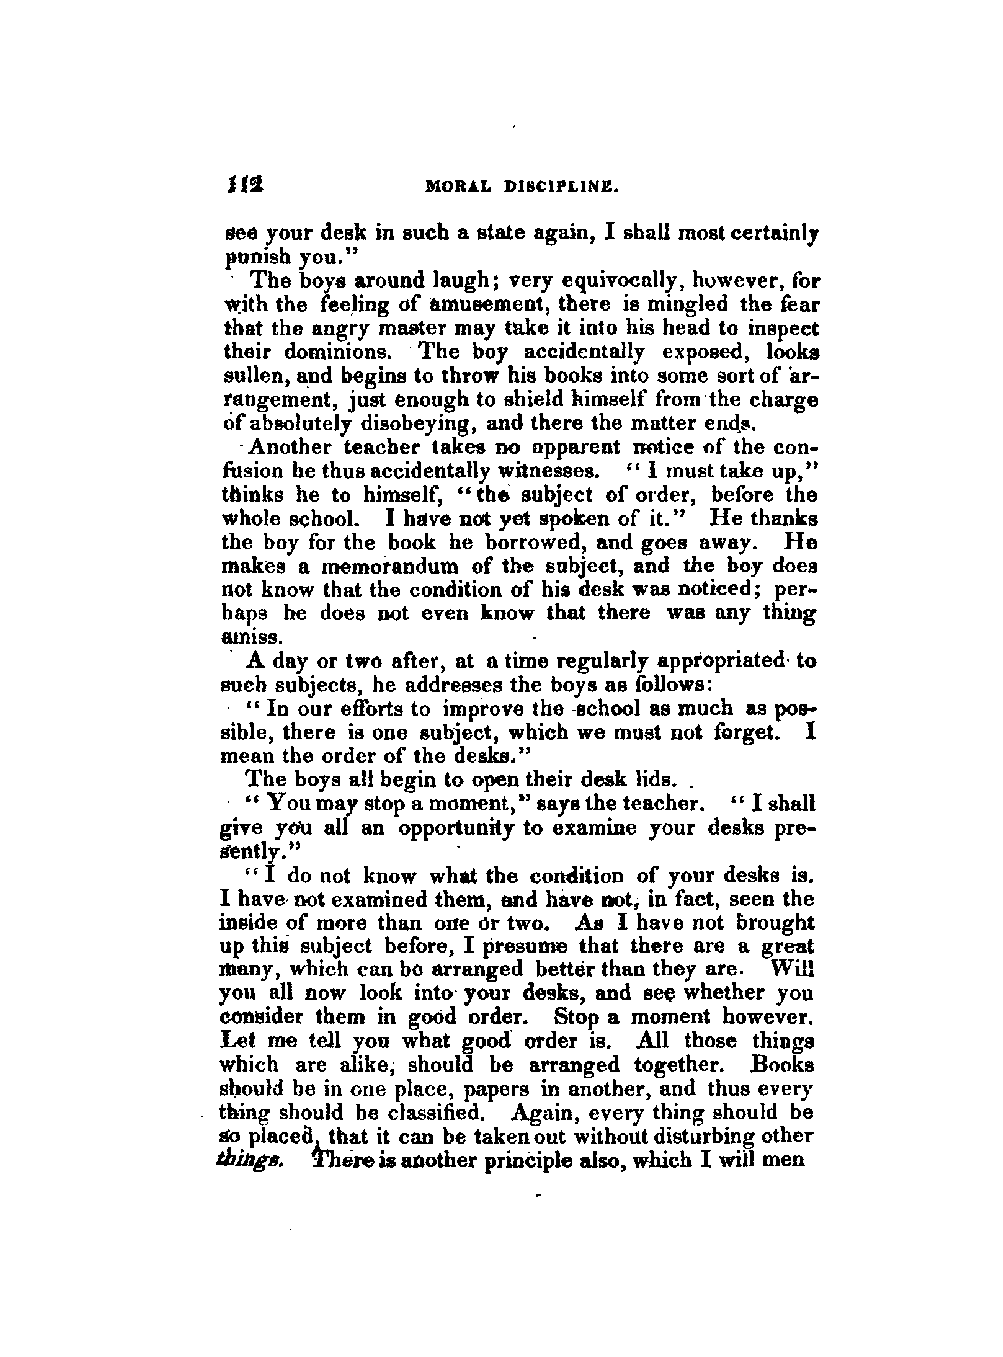 112 MORAL DISCIPLINE.
see your desk in such a state again, I shall most certainly
punish you."
The boys around laugh; very equivocally, however, for
with the feeling of amusement, there is mingled the fear
that the angry master may take it into his head to inspect
their dominions. The boy accidentally exposed, looks
sullen, and begins to throw his books into some sort of ar-
rangement, just enough to shield himself from the charge
of absolutely disobeying, and there the matter ends.
Another teacher takes no apparent notice of the con-
fusion he thus accidentally witnesses. "I must take up,"
thinks he to himself, "the subject of order, before the
whole school. I have not yet spoken of it." He thanks
the boy for the book he borrowed, and goes away. He
makes a memorandum of the subject, and the boy does
not know that the condition of his desk was noticed; per-
haps he does not even know that there was any thing
amiss.
A day or two after, at a time regularly appropriated to
such subjects, he addresses the boys as follows:
"In our efforts to improve the school as much as pos-
sible, there is one subject, which we must not forget. I
mean the order of the desks."
The boys all begin to open their desk lids.
"You may stop a moment," says the teacher. "I shall
give you all an opportunity to examine your desks pre-
sently."
"I do not know what the condition of your desks is.
I have not examined them, and have not, in fact, seen the
inside of more than one or two. As I have not brought
up this subject before, I presume that there are a great
many, which can be arranged better than they are. Will
you all now look into your desks, and see whether you
consider them in good order. Stop a moment however.
Let me tell you what good order is. All those things
which are alike, should be arranged together. Books
should be in one place, papers in another, and thus every
thing should be classified. Again, every thing should be
so placed, that it can be taken out without disturbing other
things. There is another principle also, which I will men